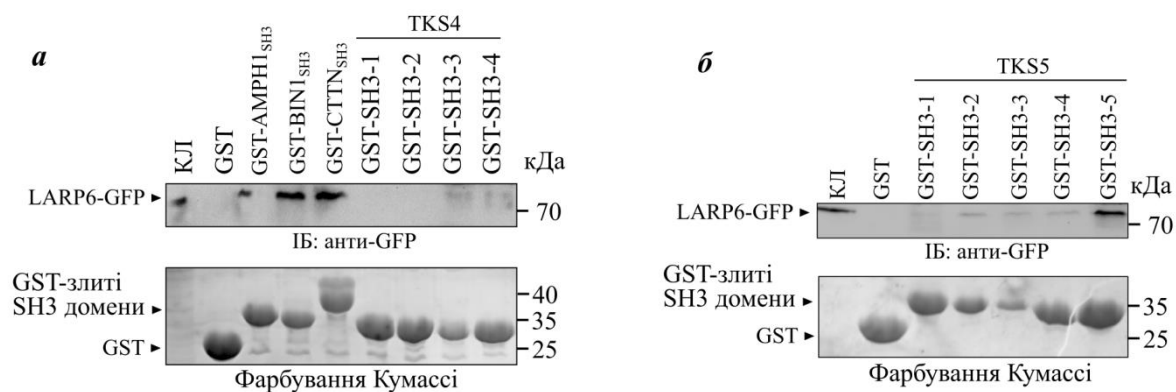 а
TKS4
КЛ
GST
GST-AMPH1SH3
GST-BIN1SH3
GST-CTTNSH3
GST-SH3-1
GST-SH3-2
GST-SH3-3
GST-SH3-4
кДа
LARP6-GFP
70
ІБ: анти-GFP
GST-злиті
SH3 домени
GST
40
35
25
Фарбування Кумассі
б
TKS5
КЛ
GST
GST-SH3-1
GST-SH3-2
GST-SH3-3
GST-SH3-4
GST-SH3-5
кДа
LARP6-GFP
70
ІБ: анти-GFP
GST-злиті
SH3 домени
GST
35
25
Фарбування Кумассі